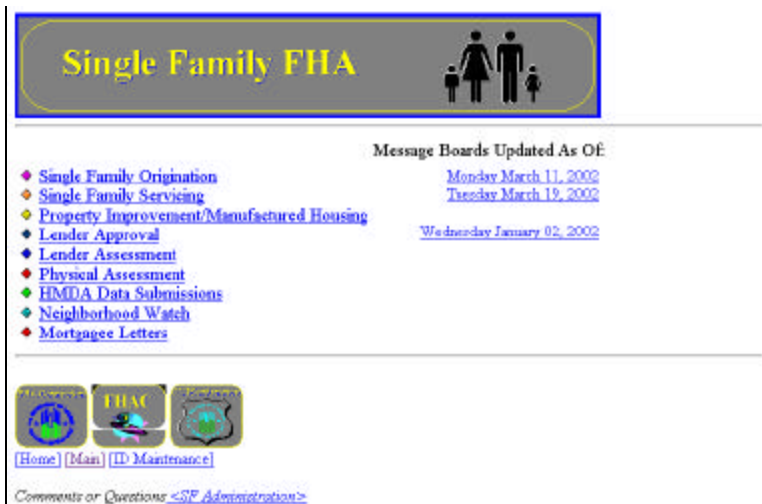 Single Family FHA
Message Boards Updated As Of:
Single Family Origination Monday March 11, 2002
Single Family Servicing Tuesday March 19, 2002
Property Improvement/Manufactured Housing
Lender Approval Wednesday January 02, 2002
Lender Assessment
Physical Assessment
HMDA Data Submissions
Neighborhood Watch
Mortgagee Letters
FHAC
[Home] [Main] [ID Maintenance]
Comments or Questions <SF Administration>